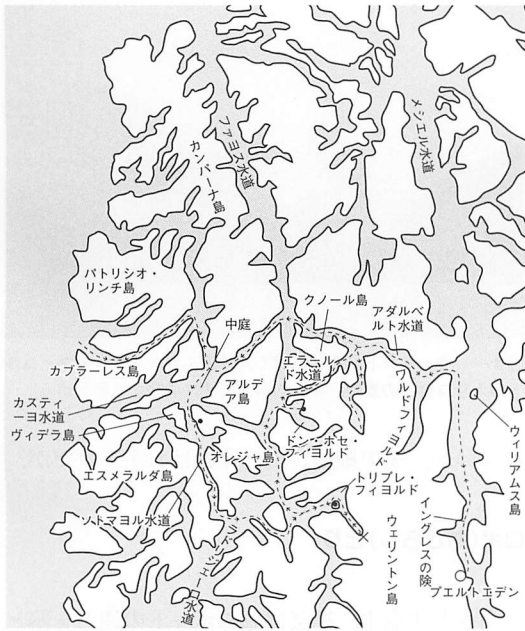 メシエル水道
ファヨス水道
カンパーナ島
パトリシオ・
リンチ島
中庭
クノール島
アダルベ
ルト水道
エラール
ド水道
カブラーレス島
アルデ
ア島
カスティ
ーヨ水道
ヴィデラ島
ワルドフィヨルド
ドン・ホセ・
フィヨルド
オレジャ島
ウィリアムス島
エスメラルダ島
トリプレ・
フィヨルド
ソトマヨル水道
イングレスの険
ウェリントン島
水道
プエルトエデン